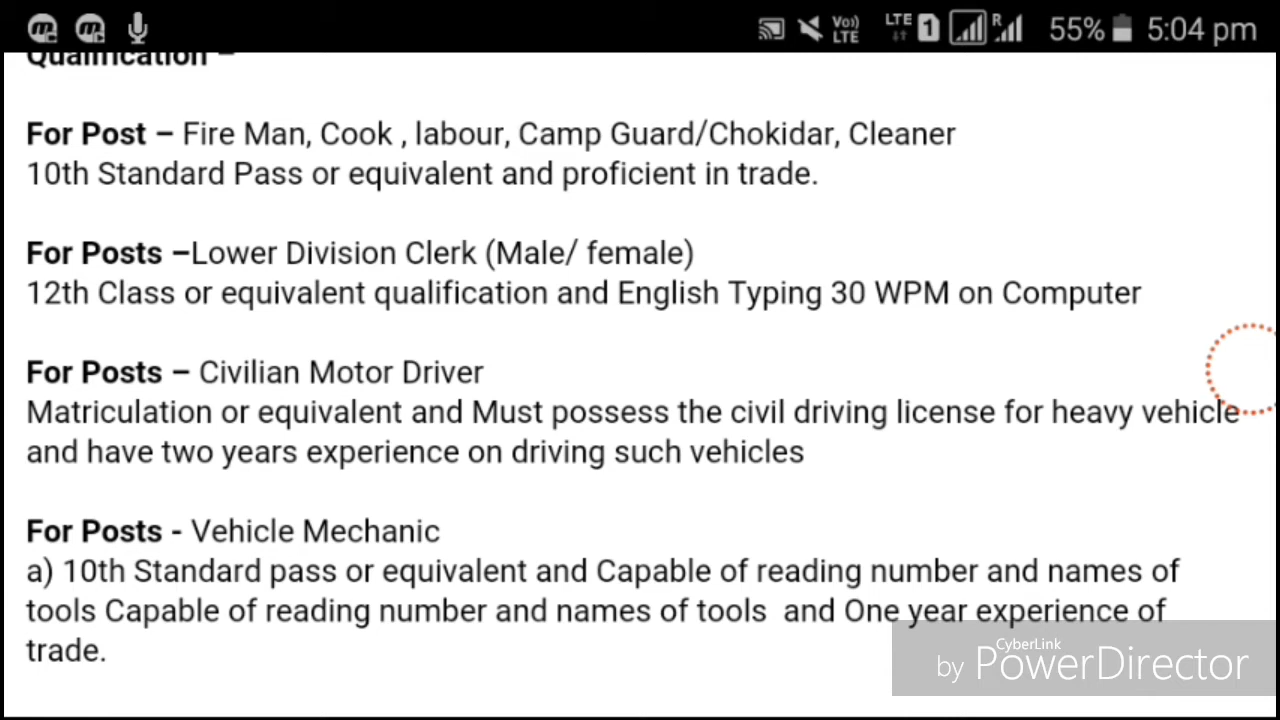 Vo)) LTE LTE 1 R 55% 5:04 pm
Qualification –
For Post – Fire Man, Cook , labour, Camp Guard/Chokidar, Cleaner
10th Standard Pass or equivalent and proficient in trade.
For Posts –Lower Division Clerk (Male/ female)
12th Class or equivalent qualification and English Typing 30 WPM on Computer
For Posts – Civilian Motor Driver
Matriculation or equivalent and Must possess the civil driving license for heavy vehicle
and have two years experience on driving such vehicles
For Posts - Vehicle Mechanic
a) 10th Standard pass or equivalent and Capable of reading number and names of
tools Capable of reading number and names of tools  and One year experience of
trade.
CyberLink
by PowerDirector